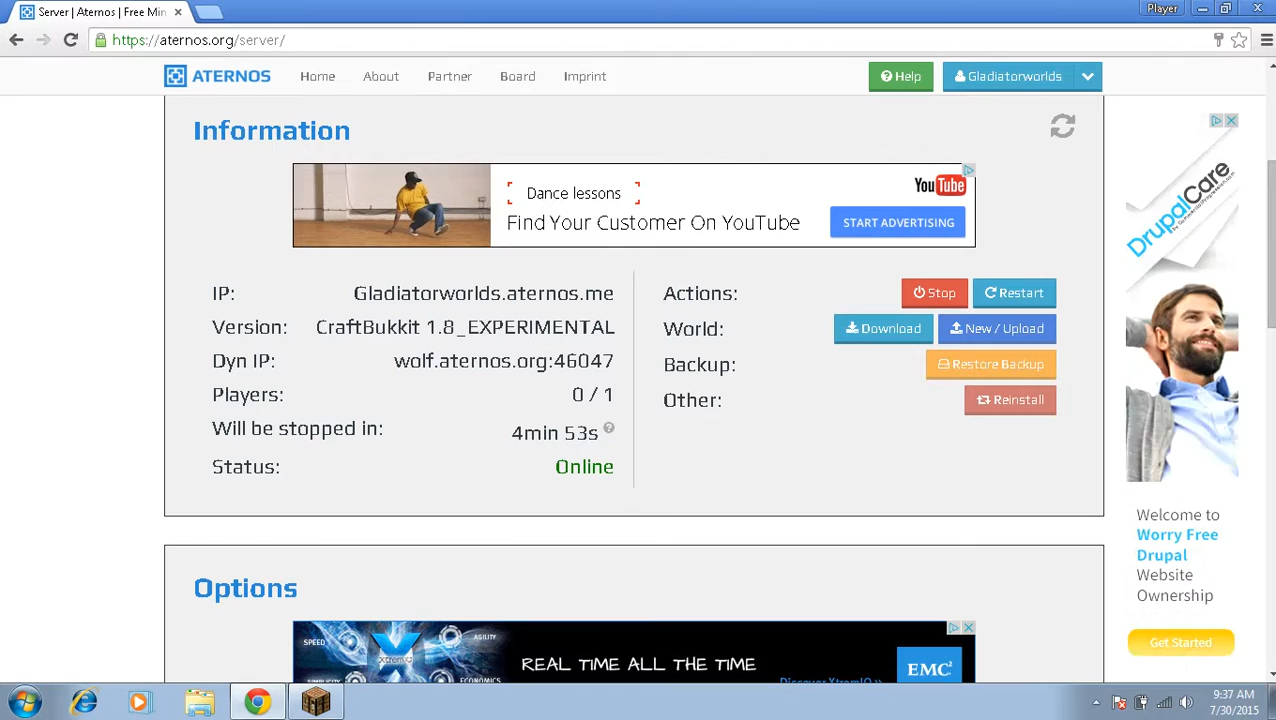 Server | Aternos | Free Min
Player
https://aternos.org/server/
ATERNOS
Home
About
Partner
Board
Imprint
Help
Gladiatorworlds
Information
Dance lessons
Find Your Customer On YouTube
YouTube
START ADVERTISING
IP:
Gladiatorworlds.aternos.me
Version:
CraftBukkit 1.8_EXPERIMENTAL
Dyn IP:
wolf.aternos.org:46047
Players:
0 / 1
Will be stopped in:
4min 53s
Status:
Online
Actions:
Stop
Restart
World:
Download
New / Upload
Backup:
Restore Backup
Other:
Reinstall
DrupalCare
Welcome to
Worry Free
Drupal
Website
Ownership
Get Started
Options
SPEED
AGILITY
SIMPLICITY
ECONOMICS
REAL TIME ALL THE TIME
Discover XtremIO »
EMC²
9:37 AM
7/30/2015